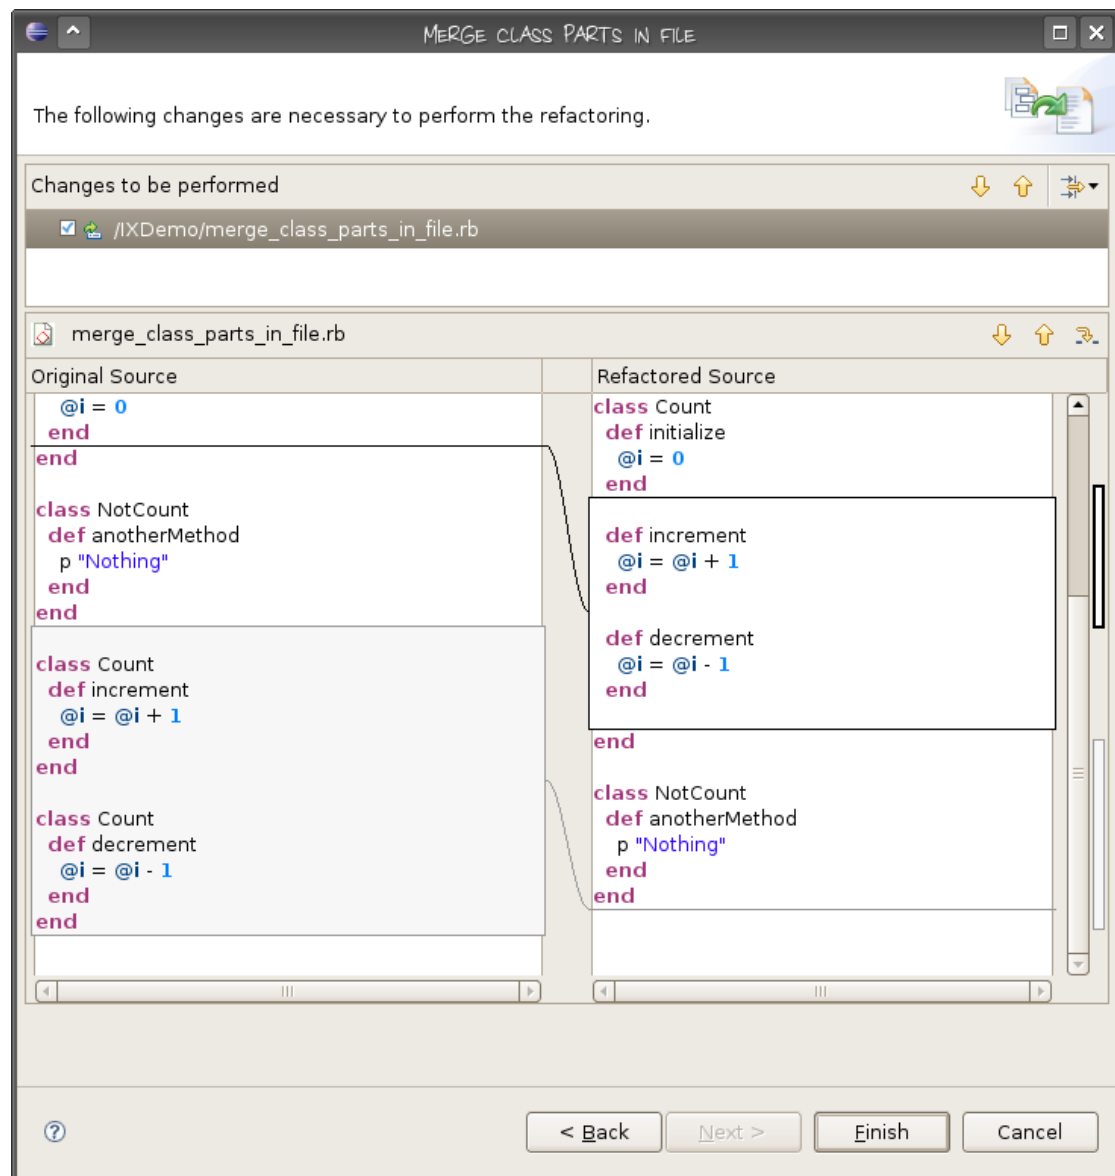 MERGE CLASS PARTS IN FILE
The following changes are necessary to perform the refactoring.
Changes to be performed
/IXDemo/merge_class_parts_in_file.rb
merge_class_parts_in_file.rb
Original Source
@i = 0
end
end
class NotCount
def anotherMethod
p "Nothing"
end
end
class Count
def increment
@i = @i + 1
end
end
class Count
def decrement
@i = @i - 1
end
end
Refactored Source
class Count
def initialize
@i = 0
end
def increment
@i = @i + 1
end
def decrement
@i = @i - 1
end
end
class NotCount
def anotherMethod
p "Nothing"
end
end
< Back
Next >
Finish
Cancel